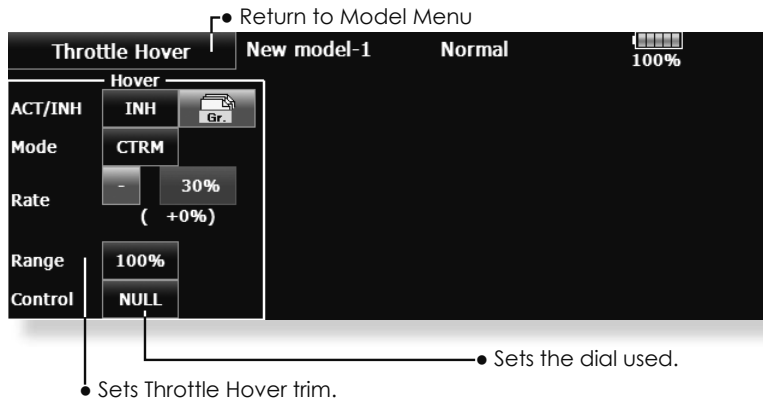 Return to Model Menu
Throttle Hover New model-1 Normal 100%
Hover
ACT/INH INH Gr.
Mode CTRM
Rate - 30%
( +0%)
Range 100%
Control NULL
Sets the dial used.
Sets Throttle Hover trim.